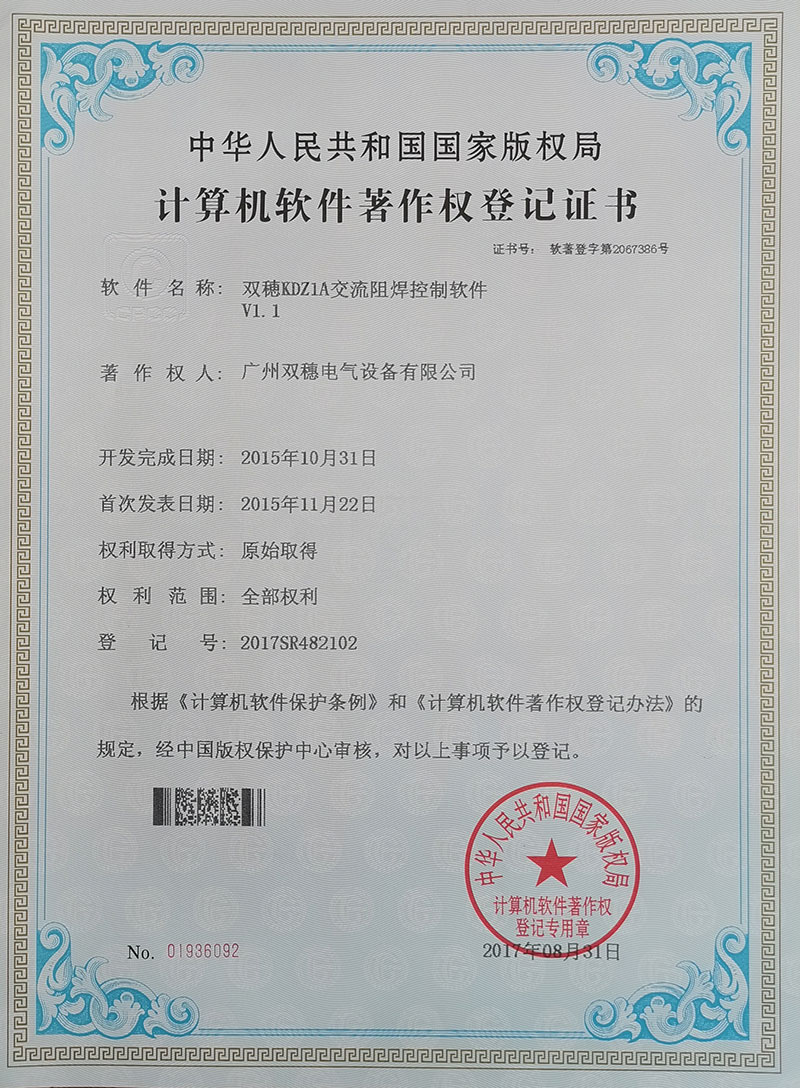 中华人民共和国国家版权局
计算机软件著作权登记证书
证书号： 软著登字第2067386号
软件名称： 双穗KDZ1A交流阻焊控制软件
V1.1
著作权人： 广州双穗电气设备有限公司
开发完成日期： 2015年10月31日
首次发表日期： 2015年11月22日
权利取得方式： 原始取得
权利范围： 全部权利
登记号： 2017SR482102
根据《计算机软件保护条例》和《计算机软件著作权登记办法》的
规定，经中国版权保护中心审核，对以上事项予以登记。
中华人民共和国国家版权局
计算机软件著作权
登记专用章
No. 01936092
2017年08月31日